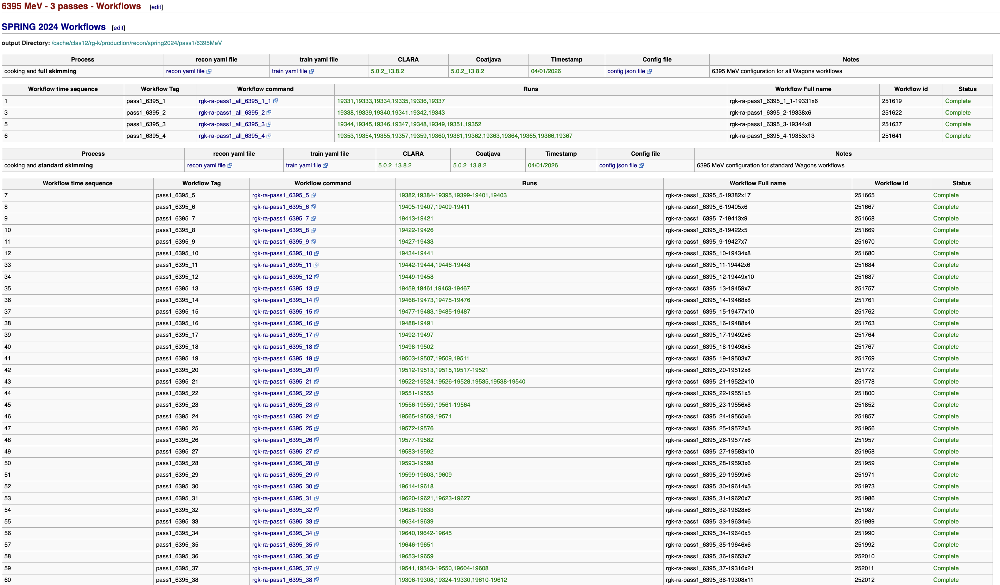 6395 MeV - 3 passes - Workflows [edit]
SPRING 2024 Workflows [edit]
output Directory: /cache/clas12/rg-k/production/recon/spring2024/pass1/6395MeV
Process recon yaml file train yaml file CLARA Coatjava Timestamp Config file Notes
cooking and full skimming recon yaml file train yaml file 5.0.2_13.8.2 5.0.2_13.8.2 04/01/2026 config json file 6395 MeV configuration for all Wagons workflows
Workflow time sequence Workflow Tag Workflow command Runs Workflow Full name Workflow id Status
1 pass1_6395_1 rgk-ra-pass1_all_6395_1_1 19331,19333,19334,19335,19336,19337 rgk-ra-pass1_6395_1_1-19331x6 251619 Complete
3 pass1_6395_2 rgk-ra-pass1_all_6395_2 19338,19339,19340,19341,19342,19343 rgk-ra-pass1_6395_2-19338x6 251622 Complete
5 pass1_6395_3 rgk-ra-pass1_all_6395_3 19344,19345,19346,19347,19348,19349,19351,19352 rgk-ra-pass1_6395_3-19344x8 251637 Complete
6 pass1_6395_4 rgk-ra-pass1_all_6395_4 19353,19354,19355,19357,19359,19360,19361,19362,19363,19364,19365,19366,19367 rgk-ra-pass1_6395_4-19353x13 251641 Complete
Process recon yaml file train yaml file CLARA Coatjava Timestamp Config file Notes
cooking and standard skimming recon yaml file train yaml file 5.0.2_13.8.2 5.0.2_13.8.2 04/01/2026 config json file 6395 MeV configuration for standard Wagons workflows
Workflow time sequence Workflow Tag Workflow command Runs Workflow Full name Workflow id Status
7 pass1_6395_5 rgk-ra-pass1_6395_5 19382,19384-19395,19399-19401,19403 rgk-ra-pass1_6395_5-19382x17 251665 Complete
8 pass1_6395_6 rgk-ra-pass1_6395_6 19405-19407,19409-19411 rgk-ra-pass1_6395_6-19405x6 251667 Complete
9 pass1_6395_7 rgk-ra-pass1_6395_7 19413-19421 rgk-ra-pass1_6395_7-19413x9 251668 Complete
10 pass1_6395_8 rgk-ra-pass1_6395_8 19422-19426 rgk-ra-pass1_6395_8-19422x5 251669 Complete
11 pass1_6395_9 rgk-ra-pass1_6395_9 19427-19433 rgk-ra-pass1_6395_9-19427x7 251670 Complete
12 pass1_6395_10 rgk-ra-pass1_6395_10 19434-19441 rgk-ra-pass1_6395_10-19434x8 251680 Complete
33 pass1_6395_11 rgk-ra-pass1_6395_11 19442-19444,19446-19448 rgk-ra-pass1_6395_11-19442x6 251684 Complete
34 pass1_6395_12 rgk-ra-pass1_6395_12 19449-19458 rgk-ra-pass1_6395_12-19449x10 251687 Complete
35 pass1_6395_13 rgk-ra-pass1_6395_13 19459,19461,19463-19467 rgk-ra-pass1_6395_13-19459x7 251757 Complete
36 pass1_6395_14 rgk-ra-pass1_6395_14 19468-19473,19475-19476 rgk-ra-pass1_6395_14-19468x8 251761 Complete
37 pass1_6395_15 rgk-ra-pass1_6395_15 19477-19483,19485-19487 rgk-ra-pass1_6395_15-19477x10 251762 Complete
38 pass1_6395_16 rgk-ra-pass1_6395_16 19488-19491 rgk-ra-pass1_6395_16-19488x4 251763 Complete
39 pass1_6395_17 rgk-ra-pass1_6395_17 19492-19497 rgk-ra-pass1_6395_17-19492x6 251764 Complete
40 pass1_6395_18 rgk-ra-pass1_6395_18 19498-19502 rgk-ra-pass1_6395_18-19498x5 251767 Complete
41 pass1_6395_19 rgk-ra-pass1_6395_19 19503-19507,19509,19511 rgk-ra-pass1_6395_19-19503x7 251769 Complete
42 pass1_6395_20 rgk-ra-pass1_6395_20 19512-19513,19515,19517-19521 rgk-ra-pass1_6395_20-19512x8 251772 Complete
43 pass1_6395_21 rgk-ra-pass1_6395_21 19522-19524,19526-19528,19535,19538-19540 rgk-ra-pass1_6395_21-19522x10 251778 Complete
44 pass1_6395_22 rgk-ra-pass1_6395_22 19551-19555 rgk-ra-pass1_6395_22-19551x5 251800 Complete
45 pass1_6395_23 rgk-ra-pass1_6395_23 19556-19559,19561-19564 rgk-ra-pass1_6395_23-19556x8 251852 Complete
46 pass1_6395_24 rgk-ra-pass1_6395_24 19565-19569,19571 rgk-ra-pass1_6395_24-19565x6 251857 Complete
47 pass1_6395_25 rgk-ra-pass1_6395_25 19572-19576 rgk-ra-pass1_6395_25-19572x5 251956 Complete
48 pass1_6395_26 rgk-ra-pass1_6395_26 19577-19582 rgk-ra-pass1_6395_26-19577x6 251957 Complete
49 pass1_6395_27 rgk-ra-pass1_6395_27 19583-19592 rgk-ra-pass1_6395_27-19583x10 251958 Complete
50 pass1_6395_28 rgk-ra-pass1_6395_28 19593-19598 rgk-ra-pass1_6395_28-19593x6 251959 Complete
51 pass1_6395_29 rgk-ra-pass1_6395_29 19599-19603,19609 rgk-ra-pass1_6395_29-19599x6 251971 Complete
52 pass1_6395_30 rgk-ra-pass1_6395_30 19614-19618 rgk-ra-pass1_6395_30-19614x5 251973 Complete
53 pass1_6395_31 rgk-ra-pass1_6395_31 19620-19621,19623-19627 rgk-ra-pass1_6395_31-19620x7 251986 Complete
54 pass1_6395_32 rgk-ra-pass1_6395_32 19628-19633 rgk-ra-pass1_6395_32-19628x6 251987 Complete
55 pass1_6395_33 rgk-ra-pass1_6395_33 19634-19639 rgk-ra-pass1_6395_33-19634x6 251989 Complete
56 pass1_6395_34 rgk-ra-pass1_6395_34 19640,19642-19645 rgk-ra-pass1_6395_34-19640x5 251990 Complete
57 pass1_6395_35 rgk-ra-pass1_6395_35 19646-19651 rgk-ra-pass1_6395_35-19646x6 251992 Complete
58 pass1_6395_36 rgk-ra-pass1_6395_36 19653-19659 rgk-ra-pass1_6395_36-19653x7 252010 Complete
59 pass1_6395_37 rgk-ra-pass1_6395_37 19541,19543-19550,19604-19608 rgk-ra-pass1_6395_37-19316x21 252011 Complete
60 pass1_6395_38 rgk-ra-pass1_6395_38 19306-19308,19324-19330,19610-19612 rgk-ra-pass1_6395_38-19308x11 252012 Complete